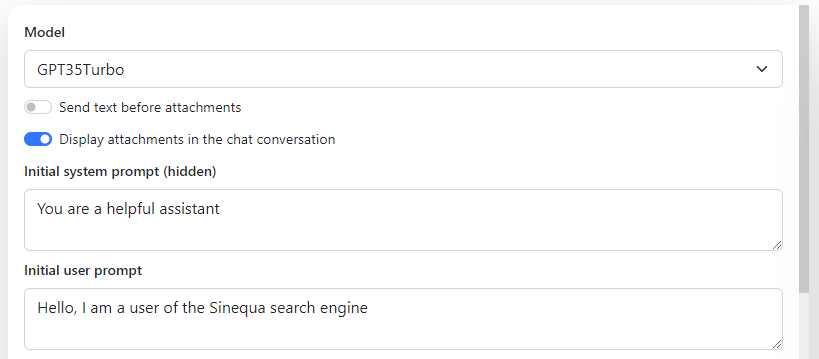 Model
GPT35Turbo
Send text before attachments
Display attachments in the chat conversation
Initial system prompt (hidden)
You are a helpful assistant
Initial user prompt
Hello, I am a user of the Sinequa search engine